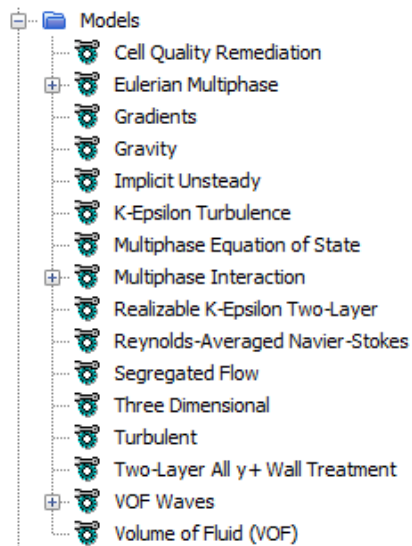 Models
Cell Quality Remediation
Eulerian Multiphase
Gradients
Gravity
Implicit Unsteady
K-Epsilon Turbulence
Multiphase Equation of State
Multiphase Interaction
Realizable K-Epsilon Two-Layer
Reynolds-Averaged Navier-Stokes
Segregated Flow
Three Dimensional
Turbulent
Two-Layer All y+ Wall Treatment
VOF Waves
Volume of Fluid (VOF)